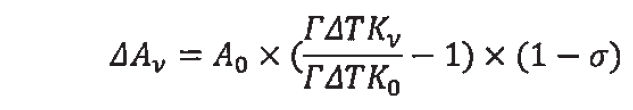 ΔA_ν = A_0 × (ΓΔTK_ν / ΓΔTK_0 − 1) × (1 − σ)